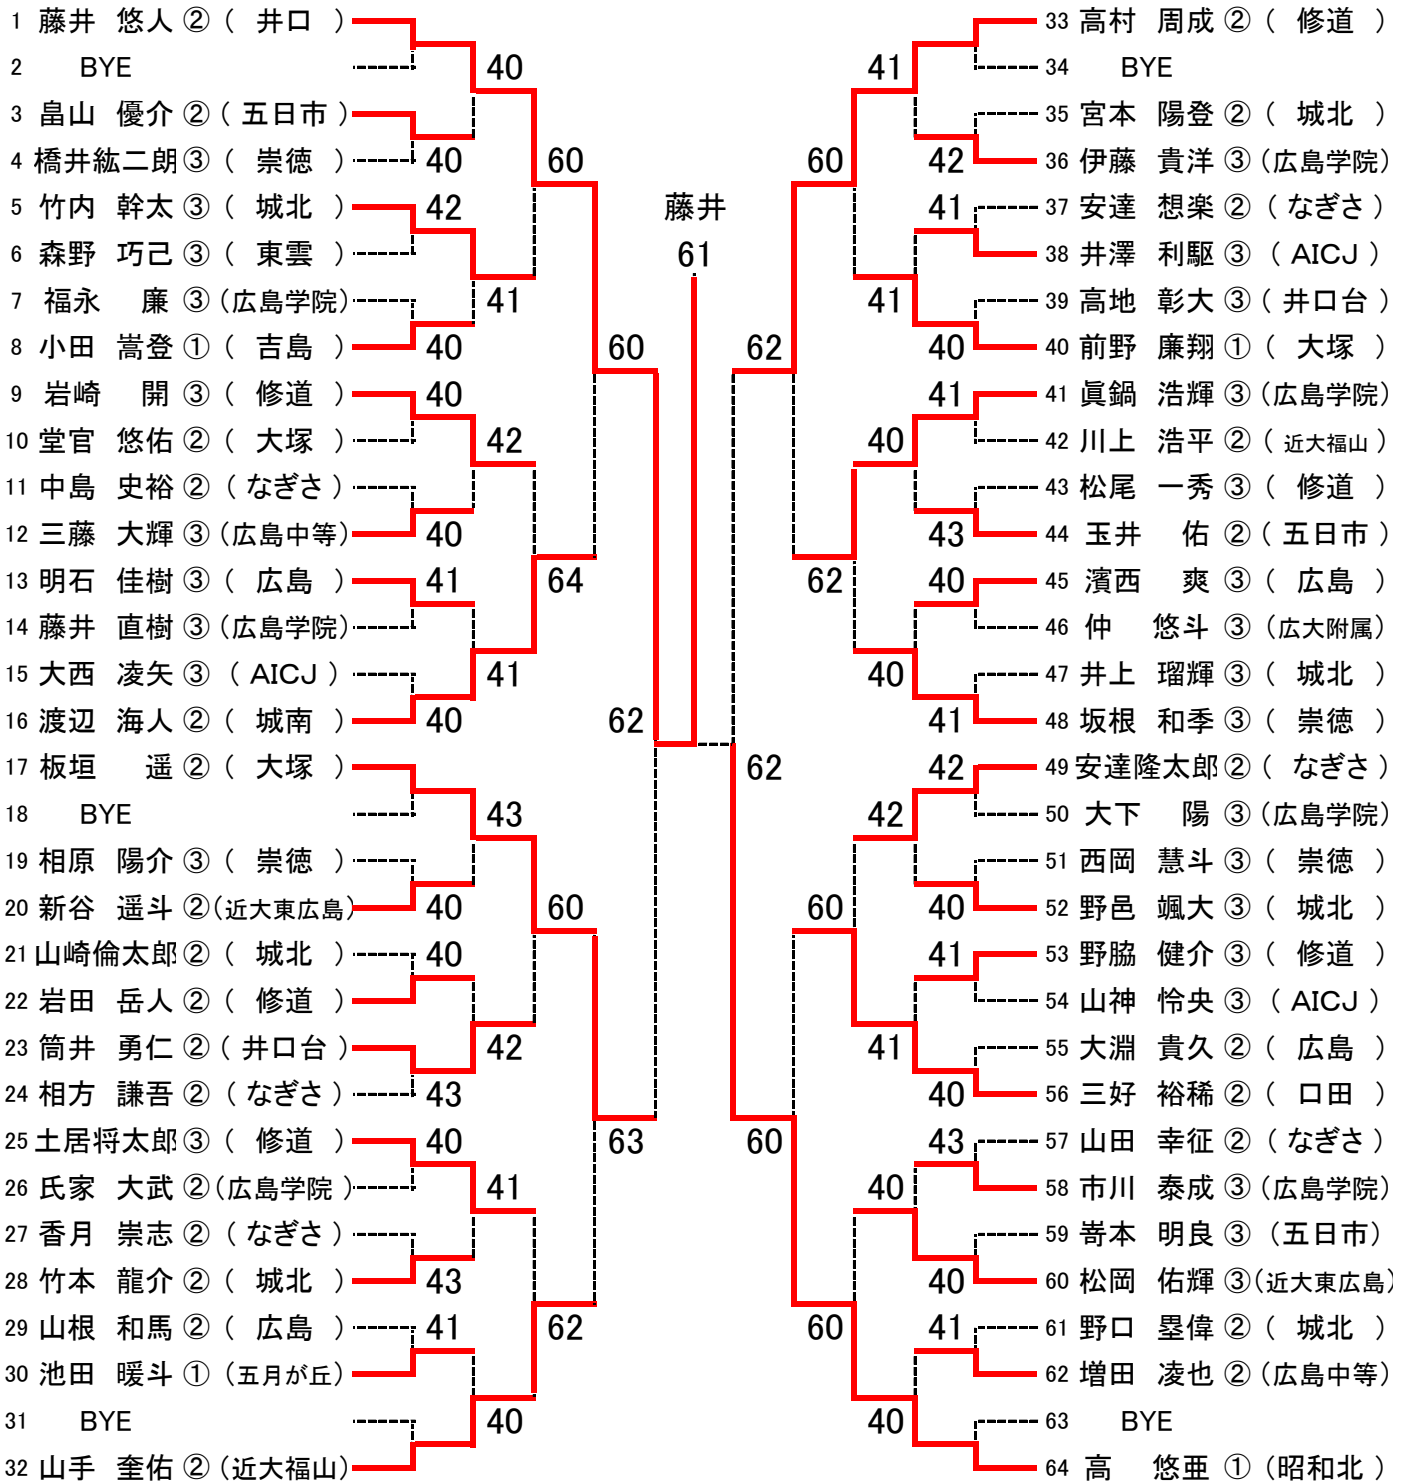 1 藤井 悠人 ② ( 井口 )
2 BYE
3 畠山 優介 ② ( 五日市 )
4 橋井紘二朗 ③ ( 崇徳 )
5 竹内 幹太 ③ ( 城北 )
6 森野 巧己 ③ ( 東雲 )
7 福永 廉 ③ (広島学院)
8 小田 嵩登 ① ( 吉島 )
9 岩崎 開 ③ ( 修道 )
10 堂官 悠佑 ② ( 大塚 )
11 中島 史裕 ② ( なぎさ )
12 三藤 大輝 ③ (広島中等)
13 明石 佳樹 ③ ( 広島 )
14 藤井 直樹 ③ (広島学院)
15 大西 凌矢 ③ ( AICJ )
16 渡辺 海人 ② ( 城南 )
17 板垣 遥 ② ( 大塚 )
18 BYE
19 相原 陽介 ③ ( 崇徳 )
20 新谷 遥斗 ② (近大東広島)
21 山崎倫太郎 ② ( 城北 )
22 岩田 岳人 ② ( 修道 )
23 筒井 勇仁 ② ( 井口台 )
24 相方 謙吾 ② ( なぎさ )
25 土居将太郎 ③ ( 修道 )
26 氏家 大武 ② (広島学院 )
27 香月 崇志 ② ( なぎさ )
28 竹本 龍介 ② ( 城北 )
29 山根 和馬 ② ( 広島 )
30 池田 暖斗 ① (五月が丘)
31 BYE
32 山手 奎佑 ② (近大福山)
40
42
40
40
40
41
40
40
40
43
40
43
41
40
41
42
41
43
42
41
40
60
64
60
62
60
63
62
藤井
61
62
62
60
60
62
60
60
41
41
40
40
42
41
40
40
42
41
40
41
43
40
41
42
40
41
40
43
40
41
33 高村 周成 ② ( 修道 )
34 BYE
35 宮本 陽登 ② ( 城北 )
36 伊藤 貴洋 ③ (広島学院)
37 安達 想楽 ② ( なぎさ )
38 井澤 利駆 ③ ( AICJ )
39 高地 彰大 ③ ( 井口台 )
40 前野 廉翔 ① ( 大塚 )
41 眞鍋 浩輝 ③ (広島学院)
42 川上 浩平 ② ( 近大福山 )
43 松尾 一秀 ③ ( 修道 )
44 玉井 佑 ② ( 五日市 )
45 濱西 爽 ③ ( 広島 )
46 仲 悠斗 ③ (広大附属)
47 井上 瑠輝 ③ ( 城北 )
48 坂根 和季 ③ ( 崇徳 )
49 安達隆太郎 ② ( なぎさ )
50 大下 陽 ③ (広島学院)
51 西岡 慧斗 ③ ( 崇徳 )
52 野邑 颯大 ③ ( 城北 )
53 野脇 健介 ③ ( 修道 )
54 山神 怜央 ③ ( AICJ )
55 大淵 貴久 ② ( 広島 )
56 三好 裕稀 ② ( 口田 )
57 山田 幸征 ② ( なぎさ )
58 市川 泰成 ③ (広島学院)
59 嵜本 明良 ③ (五日市)
60 松岡 佑輝 ③ (近大東広島)
61 野口 塁偉 ② ( 城北 )
62 増田 凌也 ② (広島中等)
63 BYE
64 高 悠亜 ① (昭和北 )